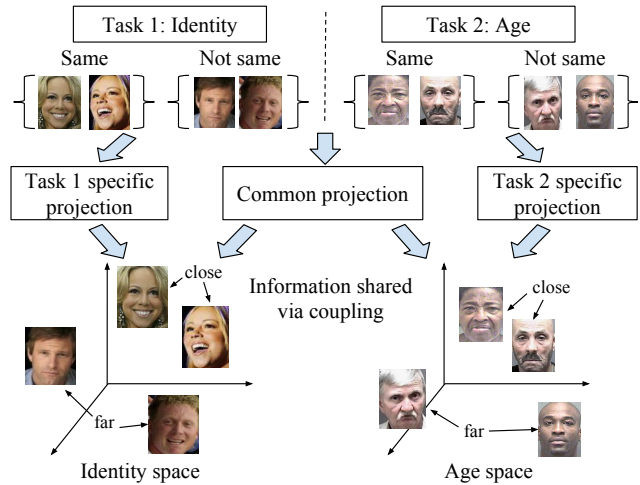 Task 1: Identity
Task 2: Age
Same
Not same
Same
Not same
Task 1 specific
projection
Common projection
Task 2 specific
projection
close
Information shared
via coupling
close
far
far
Identity space
Age space